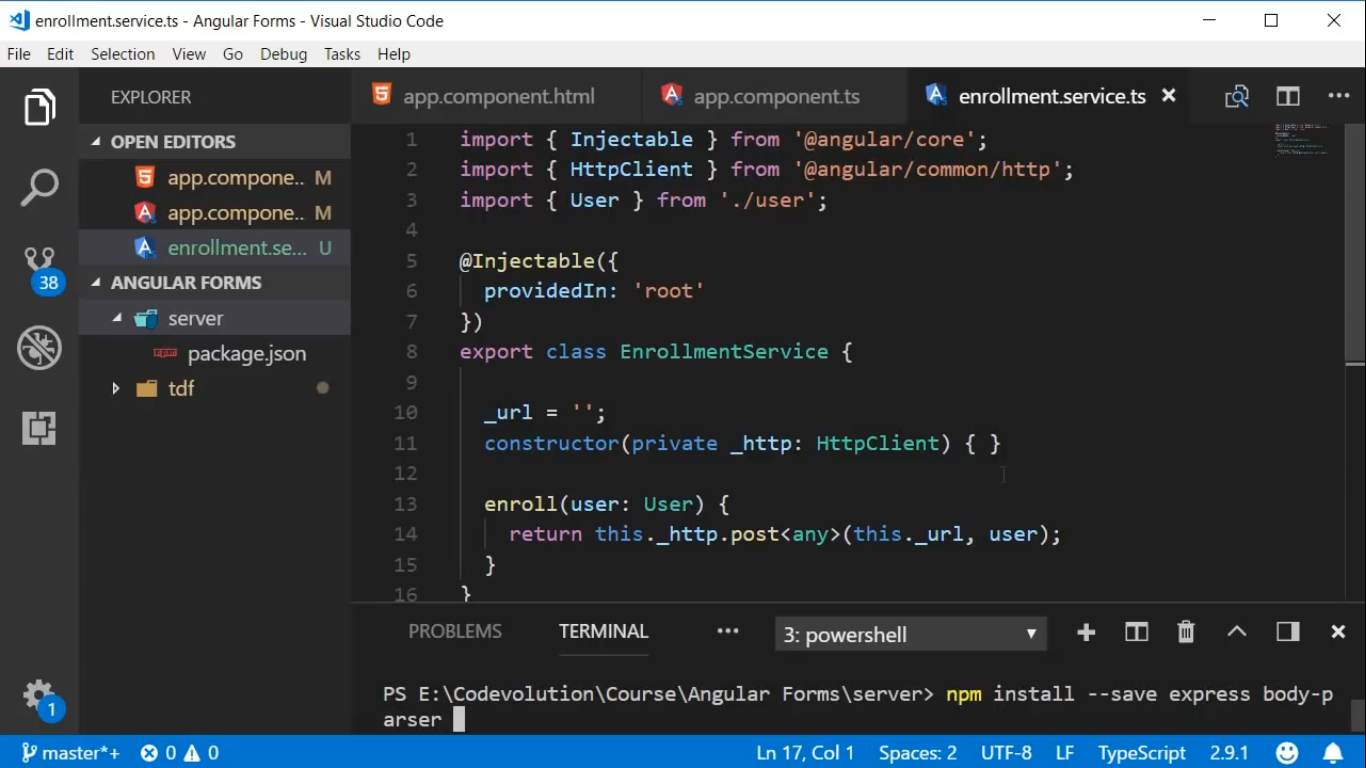 enrollment.service.ts - Angular Forms - Visual Studio Code
File Edit Selection View Go Debug Tasks Help
EXPLORER
OPEN EDITORS
app.compone.. M
app.compone.. M
enrollment.se... U
ANGULAR FORMS
server
package.json
tdf
38
1
app.component.html app.component.ts enrollment.service.ts
1 import { Injectable } from '@angular/core';
2 import { HttpClient } from '@angular/common/http';
3 import { User } from './user';
4
5 @Injectable({
6   providedIn: 'root'
7 })
8 export class EnrollmentService {
9
10   _url = '';
11   constructor(private _http: HttpClient) { }
12
13   enroll(user: User) {
14     return this._http.post<any>(this._url, user);
15   }
16 }
PROBLEMS TERMINAL ••• 3: powershell
PS E:\Codevolution\Course\Angular Forms\server> npm install --save express body-p
arser
master*+ 0 0 Ln 17, Col 1 Spaces: 2 UTF-8 LF TypeScript 2.9.1